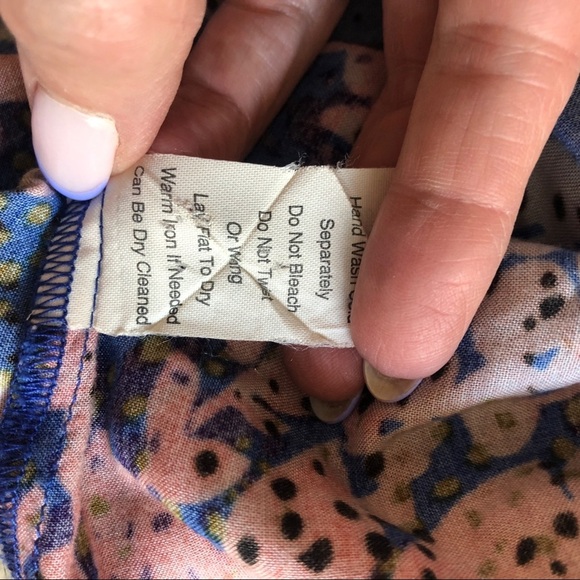 Hand Wash
Separately
Do Not Bleach
Do Not Twist
Or Wring
Lay Flat To Dry
Warm Iron If Needed
Can Be Dry Cleaned